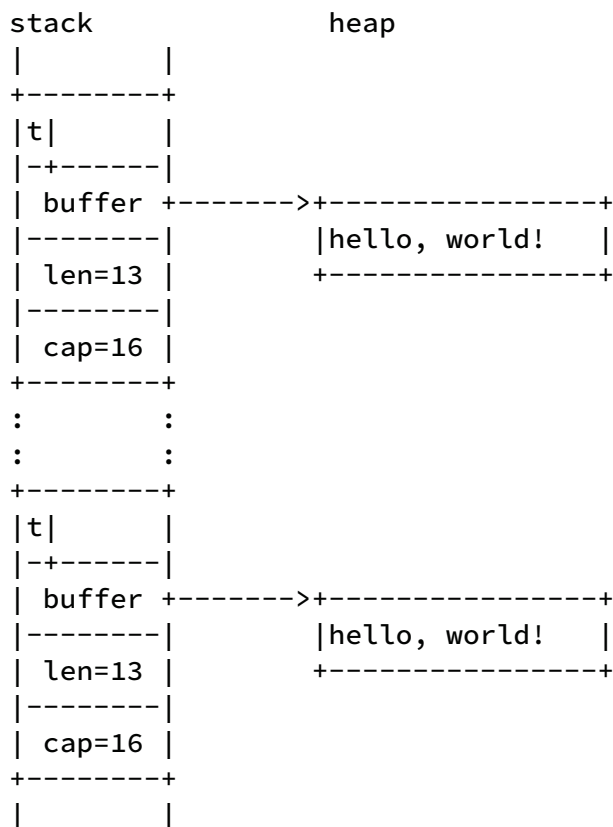 stack heap
|        |
+--------+
|t|      |
|-+------|
| buffer +------->+----------------+
|--------|        |hello, world!   |
| len=13 |        +----------------+
|--------|
| cap=16 |
+--------+
:        :
:        :
+--------+
|t|      |
|-+------|
| buffer +------->+----------------+
|--------|        |hello, world!   |
| len=13 |        +----------------+
|--------|
| cap=16 |
+--------+
|        |